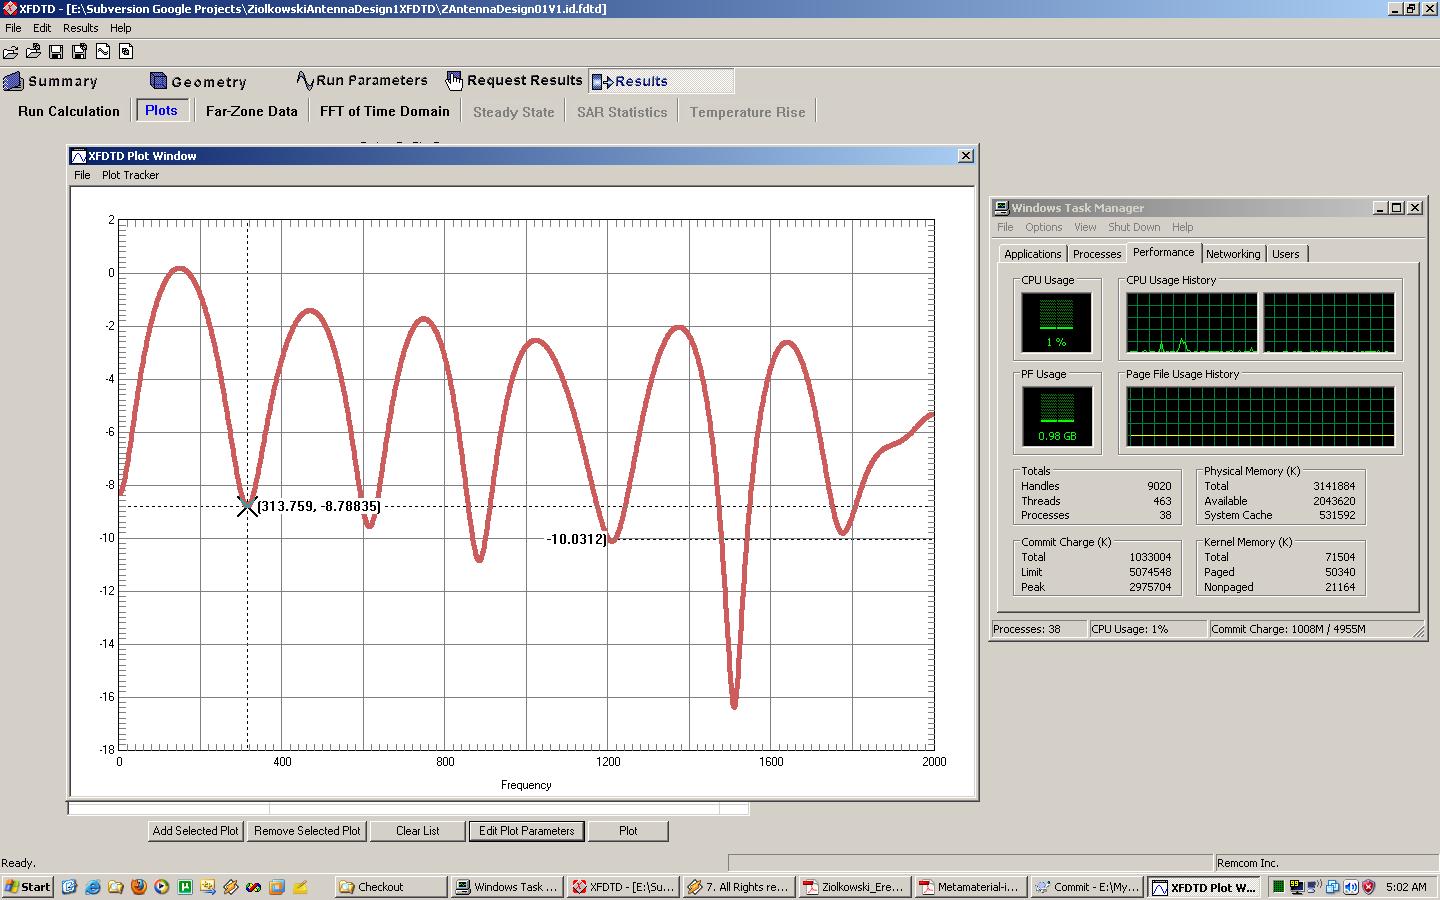 XFDTD - [E:\Subversion Google Projects\ZiolkowskiAntennaDesign1XFDTD\ZAntennaDesign01V1.id.fdtd]
File Edit Results Help
Summary Geometry Run Parameters Request Results Results
Run Calculation Plots Far-Zone Data FFT of Time Domain Steady State SAR Statistics Temperature Rise
XFDTD Plot Window
File Plot Tracker
2
0
-2
-4
-6
-8
(313.759, -8.78835)
-10.0312)
-10
-12
-14
-16
-18
0 400 800 1200 1600 2000
Frequency
Windows Task Manager
File Options View Shut Down Help
Applications Processes Performance Networking Users
CPU Usage CPU Usage History
1 %
PF Usage Page File Usage History
0.98 GB
Totals
Handles 9020
Threads 463
Processes 38
Physical Memory (K)
Total 3141884
Available 2043620
System Cache 531592
Commit Charge (K)
Total 1033004
Limit 5074548
Peak 2975704
Kernel Memory (K)
Total 71504
Paged 50340
Nonpaged 21164
Processes: 38 CPU Usage: 1% Commit Charge: 1008M / 4955M
Add Selected Plot Remove Selected Plot Clear List Edit Plot Parameters Plot
Ready. Remcom Inc.
Start Checkout Windows Task ... XFDTD - [E:\Su... 7. All Rights re... Ziolkowski_Ere... Metamaterial-i... Commit - E:\My... XFDTD Plot W... 5:02 AM